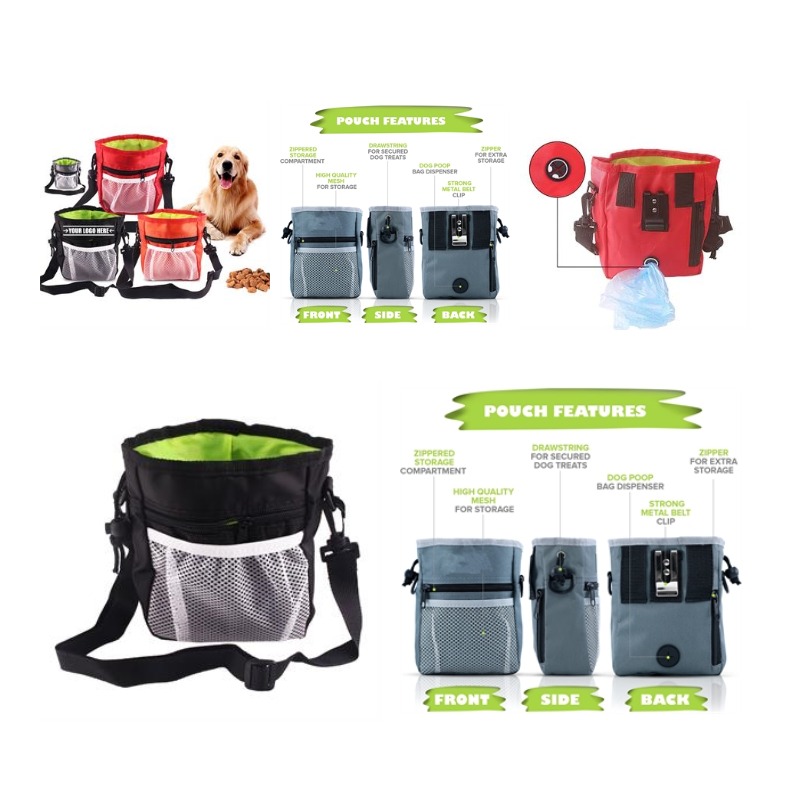 POUCH FEATURES
ZIPPERED
STORAGE
COMPARTMENT
HIGH QUALITY
MESH
FOR STORAGE
DRAWSTRING
FOR SECURED
DOG TREATS
DOG POOP
BAG DISPENSER
STRONG
METAL BELT
CLIP
ZIPPER
FOR EXTRA
STORAGE
YOUR LOGO HERE
FRONT
SIDE
BACK
POUCH FEATURES
ZIPPERED
STORAGE
COMPARTMENT
HIGH QUALITY
MESH
FOR STORAGE
DRAWSTRING
FOR SECURED
DOG TREATS
DOG POOP
BAG DISPENSER
STRONG
METAL BELT
CLIP
ZIPPER
FOR EXTRA
STORAGE
FRONT
SIDE
BACK